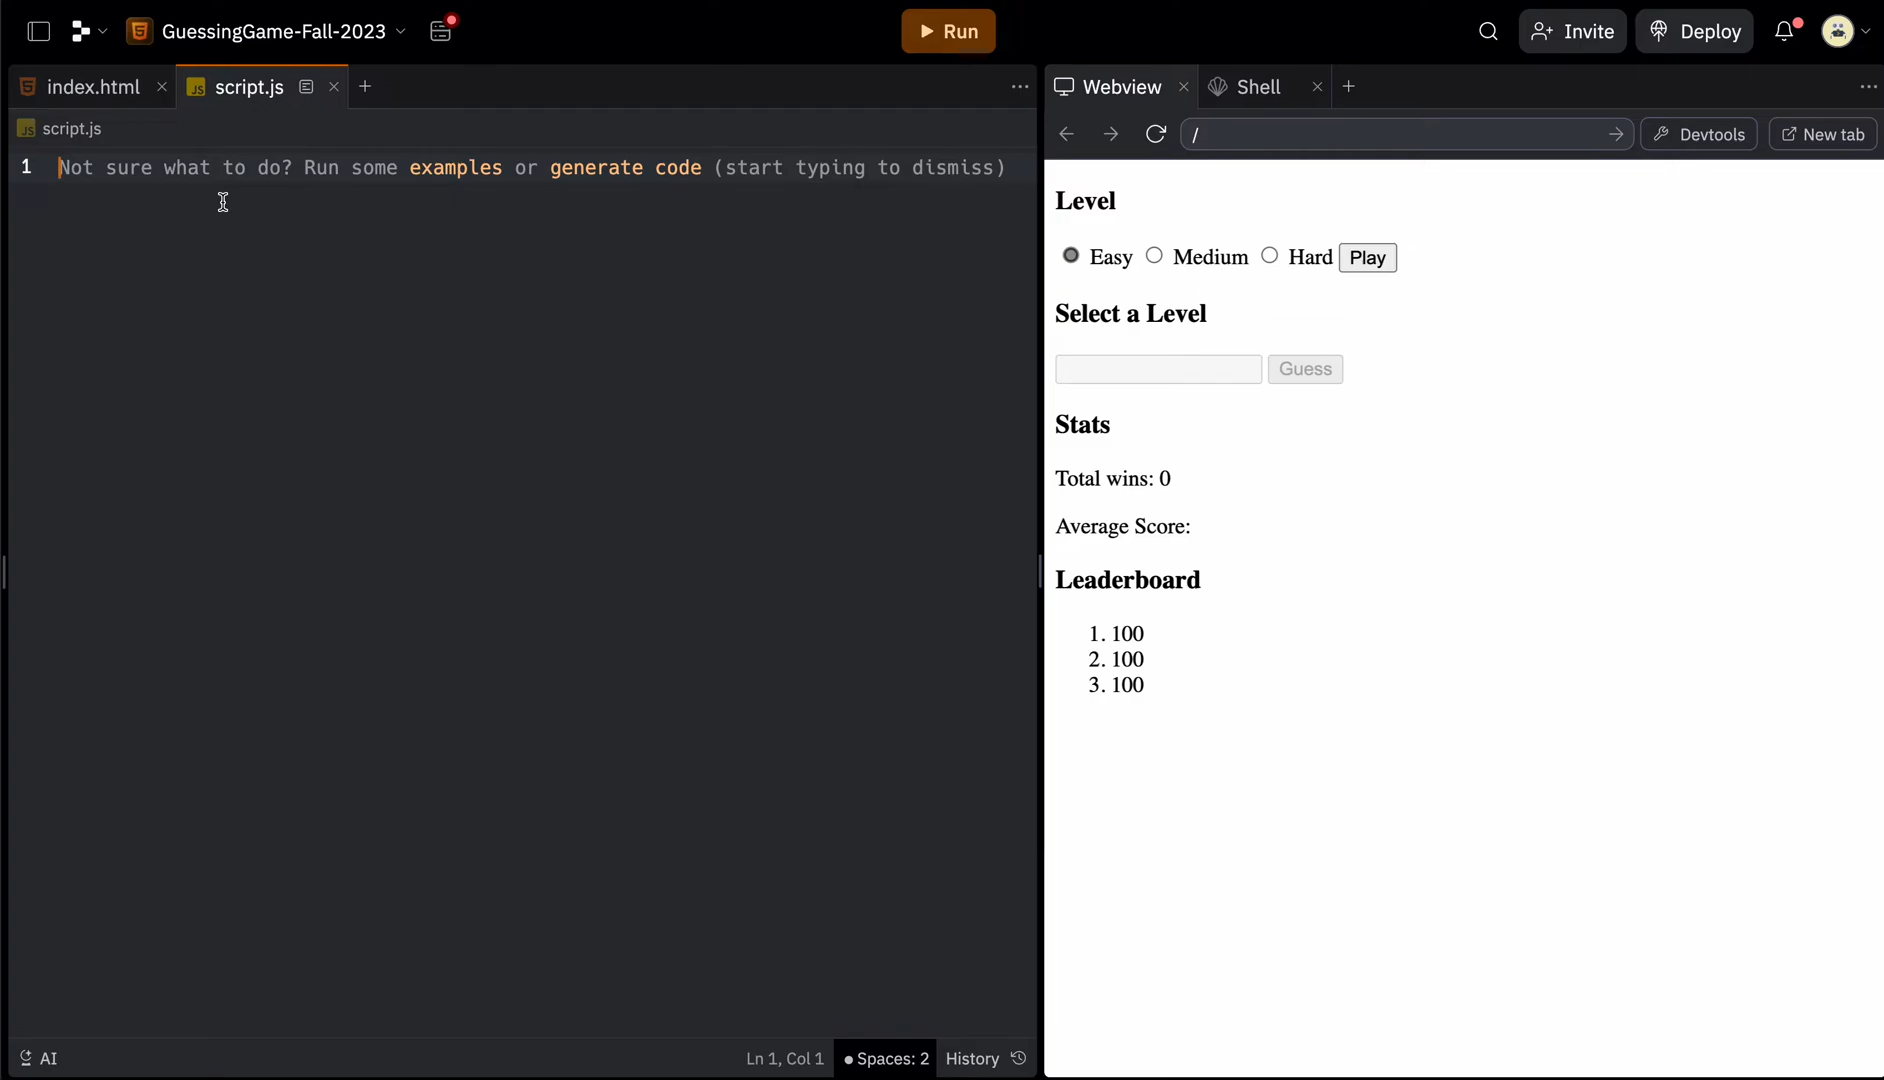 GuessingGame-Fall-2023
Run
Invite
Deploy
index.html
script.js
Webview
Shell
JS script.js
/
Devtools
New tab
1 Not sure what to do? Run some examples or generate code (start typing to dismiss)
Level
Easy Medium Hard Play
Select a Level
Guess
Stats
Total wins: 0
Average Score:
Leaderboard
1. 100
2. 100
3. 100
AI
Ln 1, Col 1
Spaces: 2
History